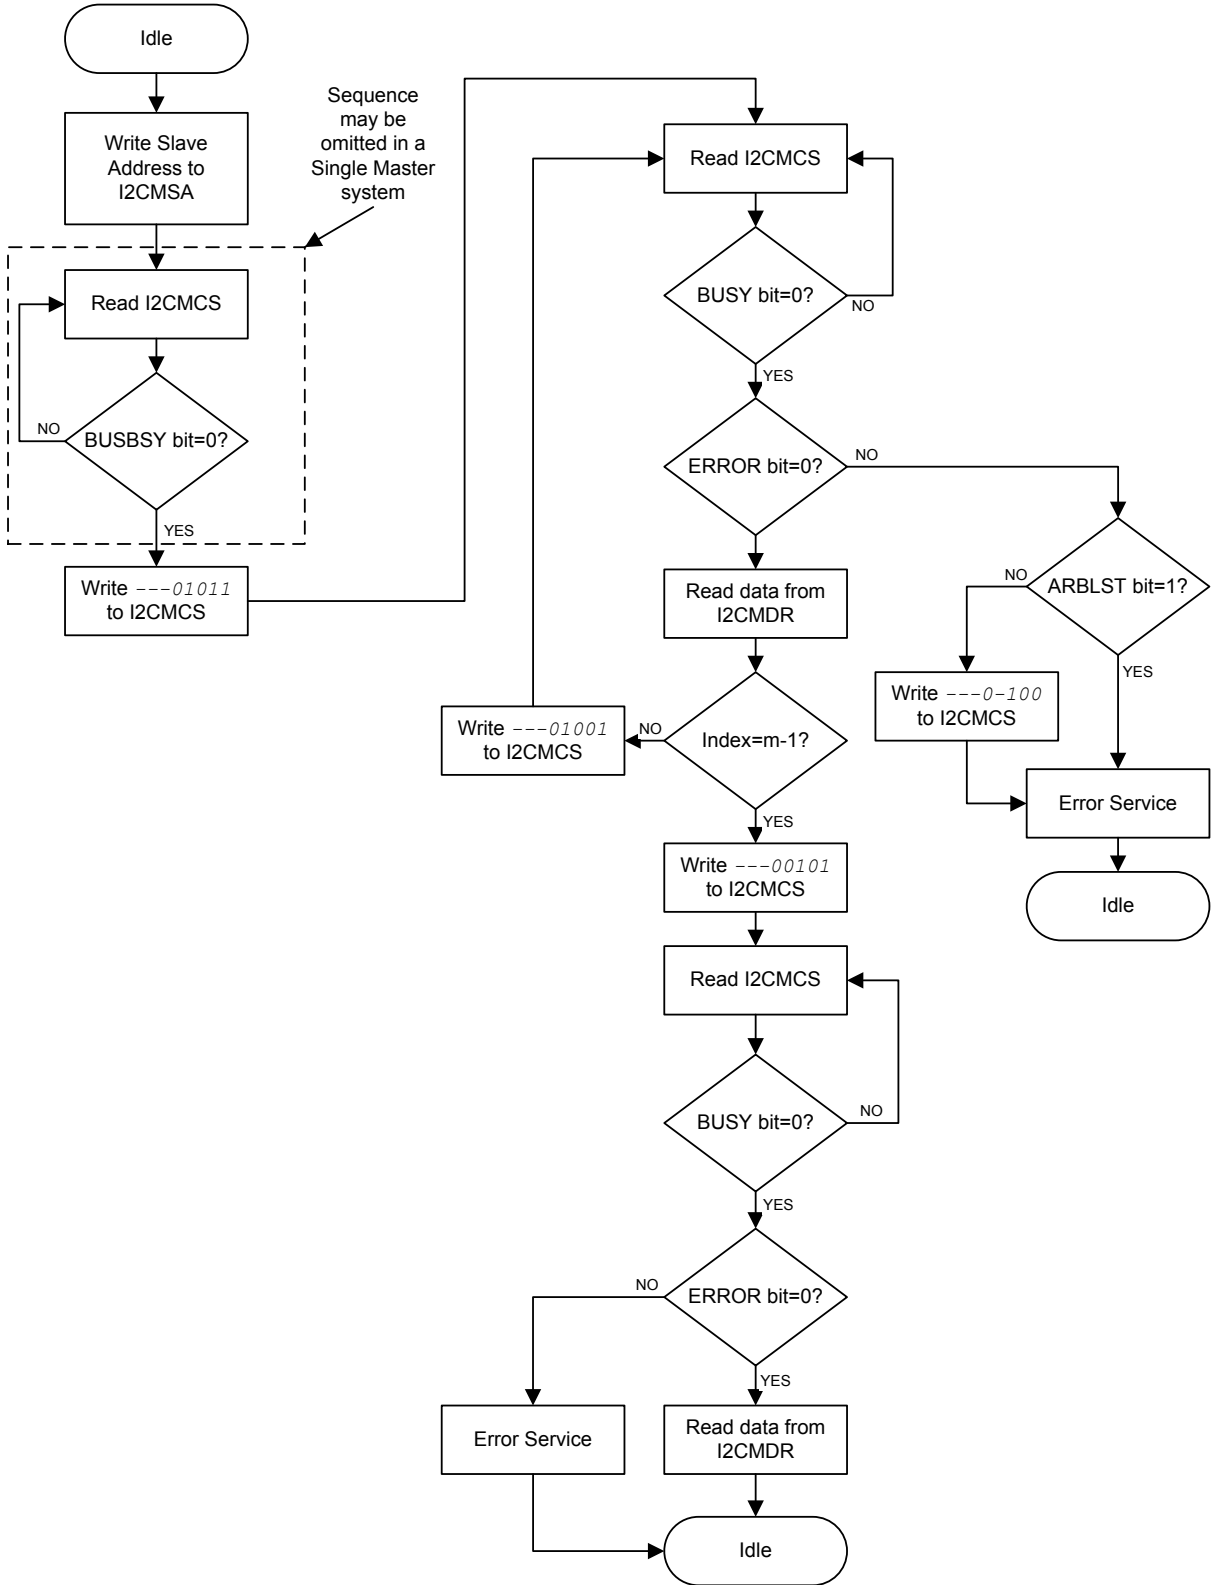 Idle
Write Slave
Address to
I2CMSA
Sequence
may be
omitted in a
Single Master
system
Read I2CMCS
BUSBSY bit=0?
NO
YES
Write ---01011
to I2CMCS
Read I2CMCS
BUSY bit=0?
NO
YES
ERROR bit=0?
NO
ARBLST bit=1?
NO
YES
Write ---0-100
to I2CMCS
Error Service
Idle
Read data from
I2CMDR
Index=m-1?
NO
Write ---01001
to I2CMCS
YES
Write ---00101
to I2CMCS
Read I2CMCS
BUSY bit=0?
NO
YES
ERROR bit=0?
NO
YES
Error Service
Read data from
I2CMDR
Idle